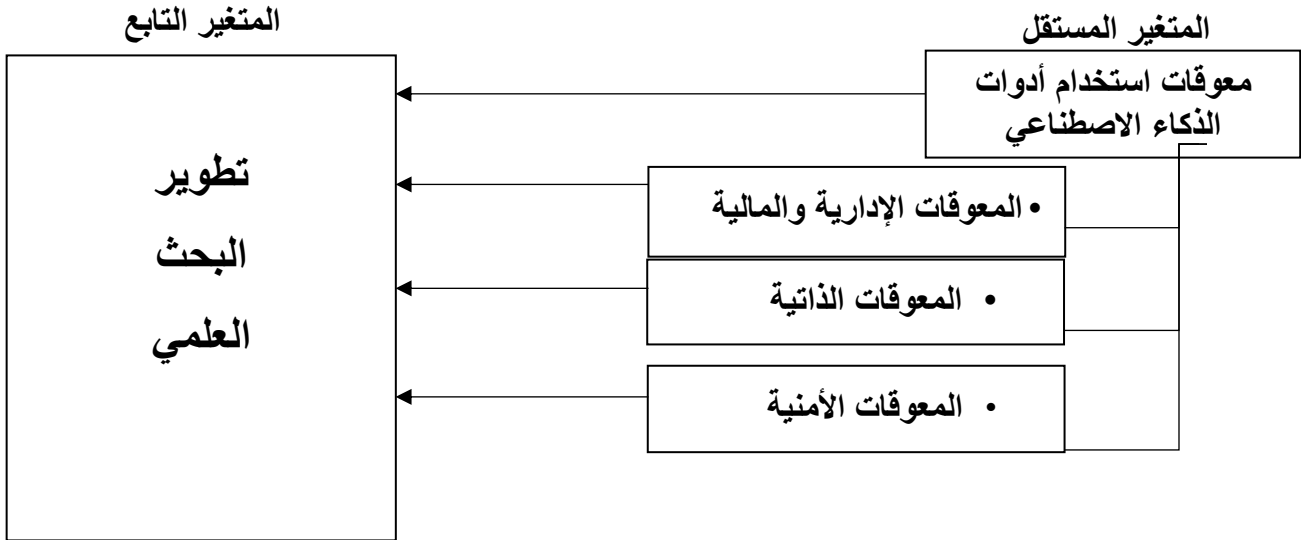 المتغير المستقل
المتغير التابع
معوقات استخدام أدوات
الذكاء الاصطناعي
• المعوقات الإدارية والمالية
• المعوقات الذاتية
• المعوقات الأمنية
تطوير
البحث
العلمي